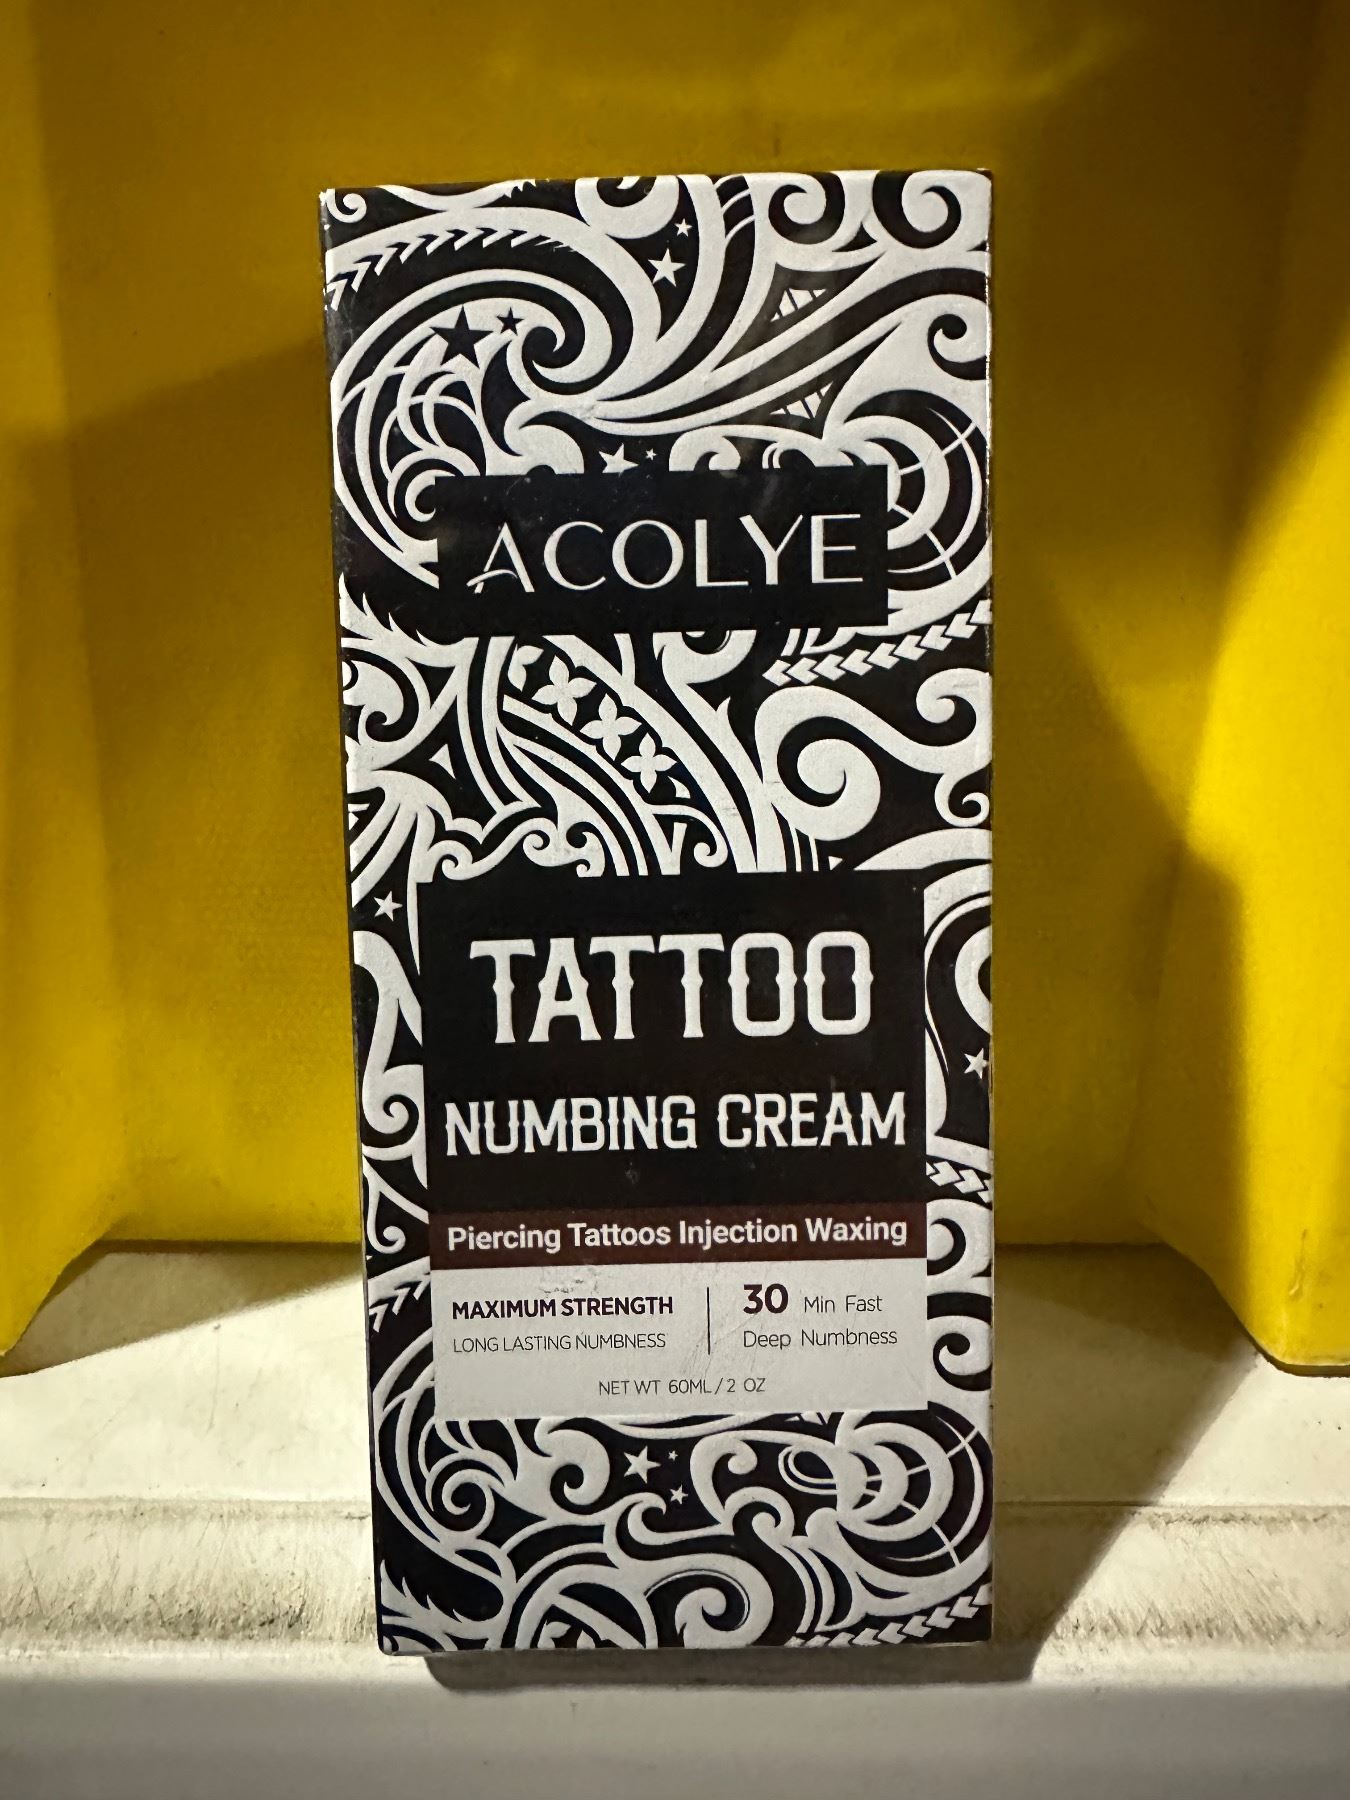 ACOLYE
TATTOO
NUMBING CREAM
Piercing Tattoos Injection Waxing
MAXIMUM STRENGTH
LONG LASTING NUMBNESS
30 Min Fast
Deep Numbness
NET WT 60ML/2 OZ